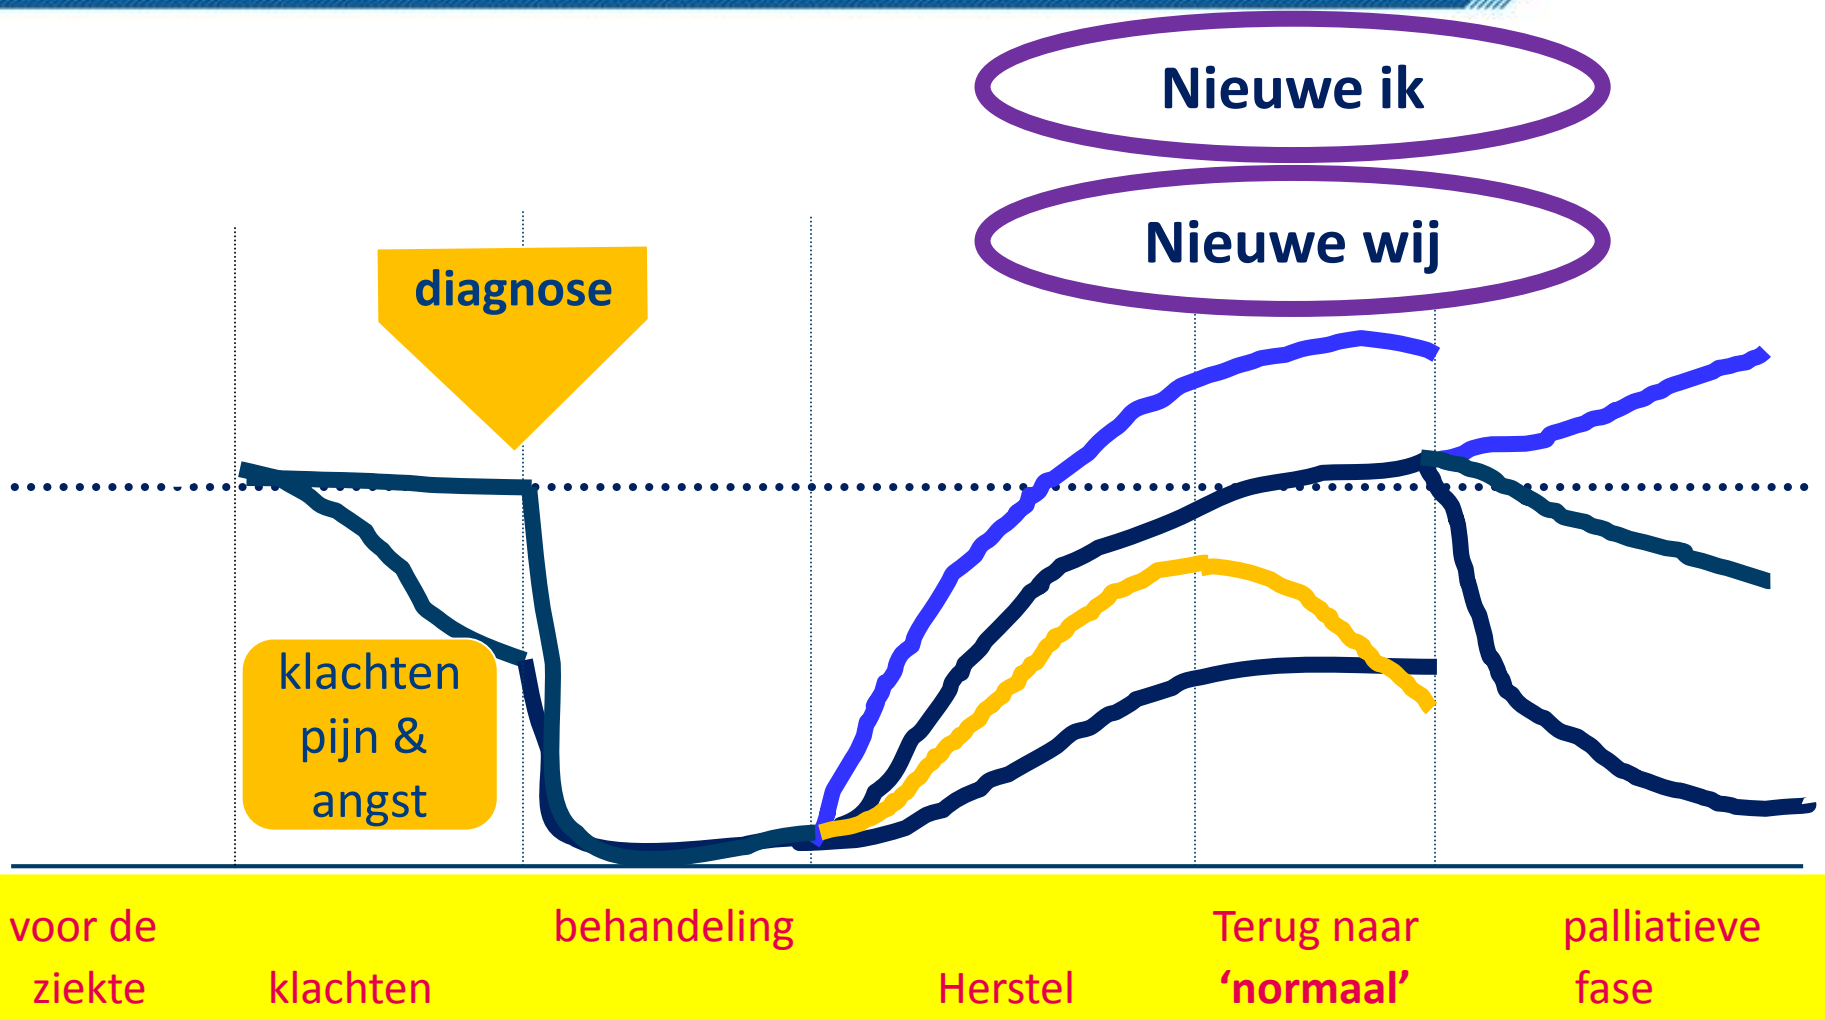 Nieuwe ik
Nieuwe wij
diagnose
klachten
pijn &
angst
voor de
ziekte
klachten
behandeling
Herstel
Terug naar
‘normaal’
palliatieve
fase